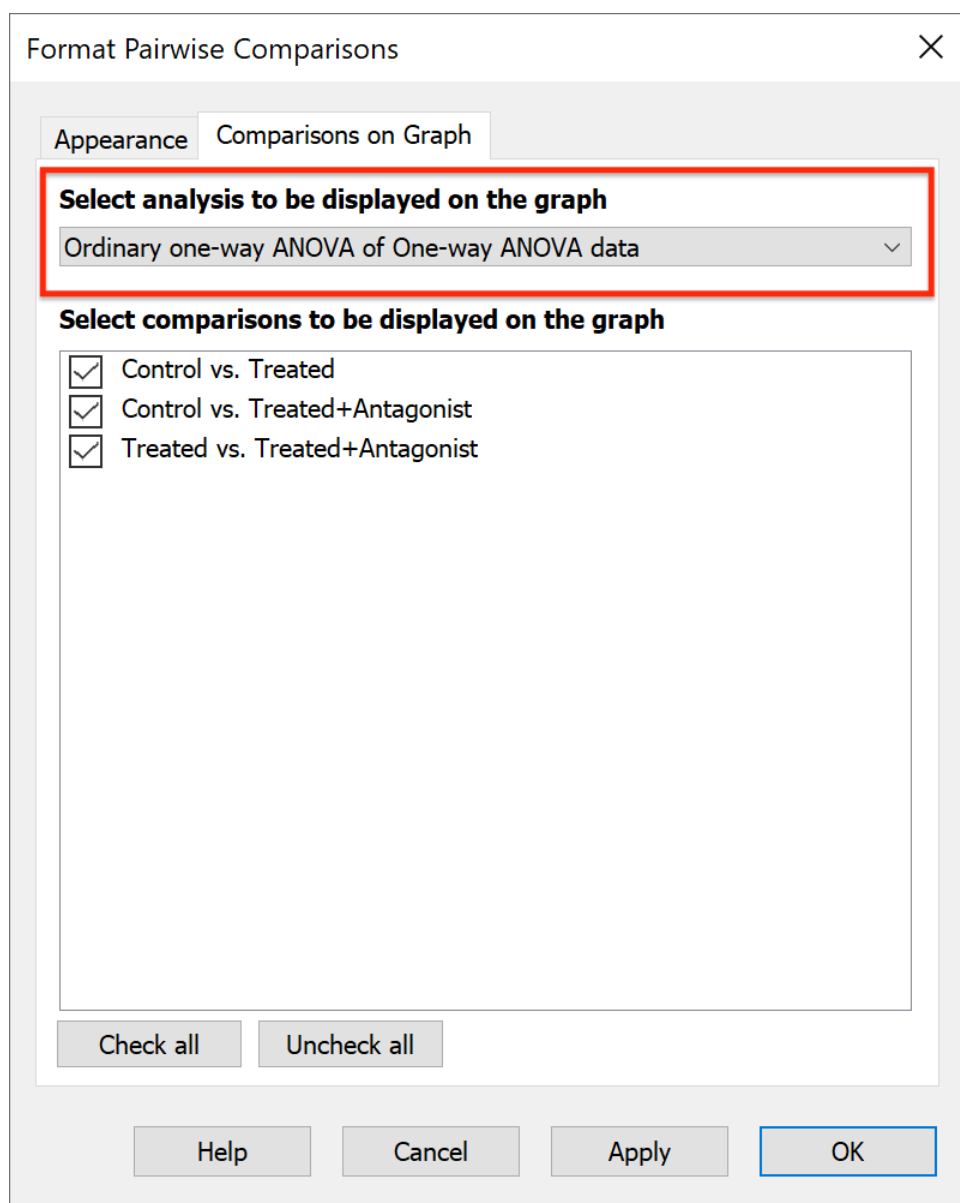 Format Pairwise Comparisons
Appearance
Comparisons on Graph
Select analysis to be displayed on the graph
Ordinary one-way ANOVA of One-way ANOVA data
Select comparisons to be displayed on the graph
Control vs. Treated
Control vs. Treated+Antagonist
Treated vs. Treated+Antagonist
Check all
Uncheck all
Help
Cancel
Apply
OK